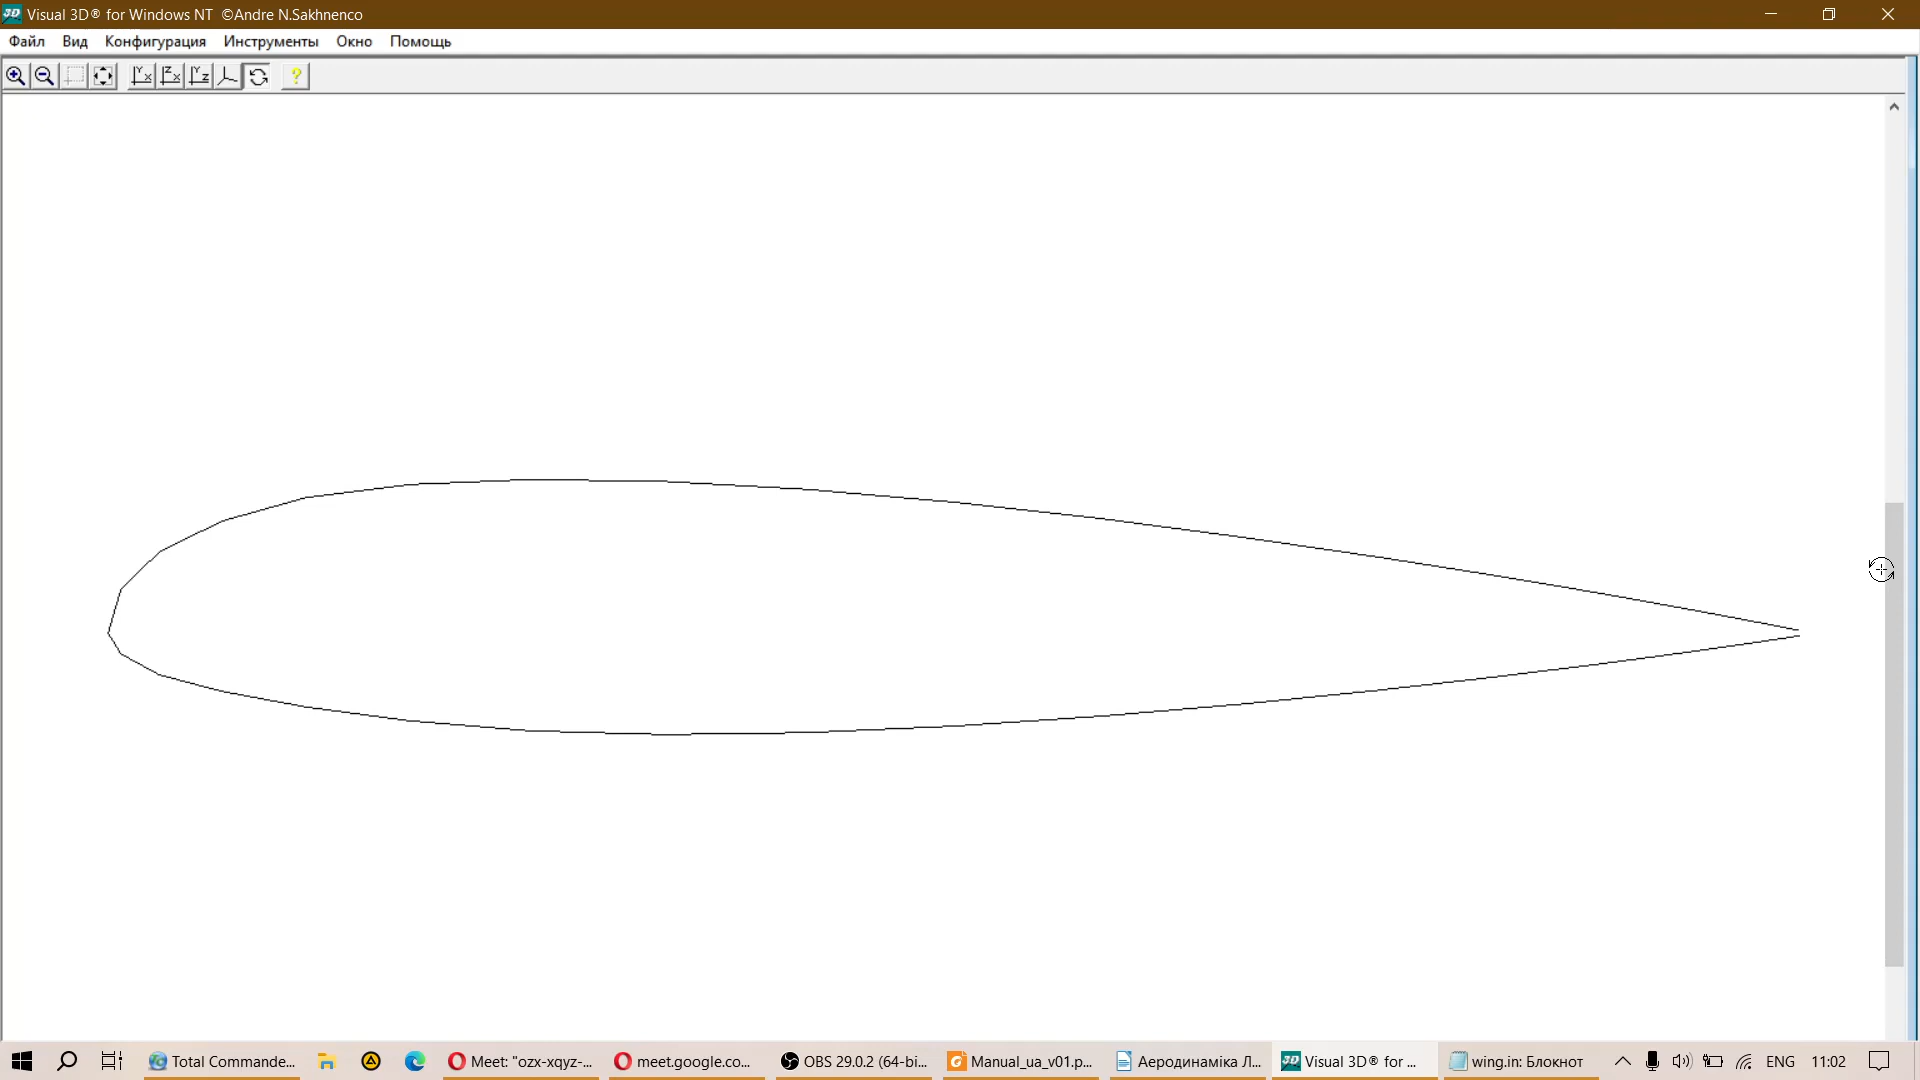 3D Visual 3D® for Windows NT ©Andre N.Sakhnenco
Файл Вид Конфигурация Инструменты Окно Помощь
Y X Z X Y Z ?
Total Commande... Meet: "ozx-xqyz-... meet.google.co... OBS 29.0.2 (64-bi... Manual_ua_v01.p... Аеродинаміка Л... 3D Visual 3D® for ... wing.in: Блокнот ENG 11:02